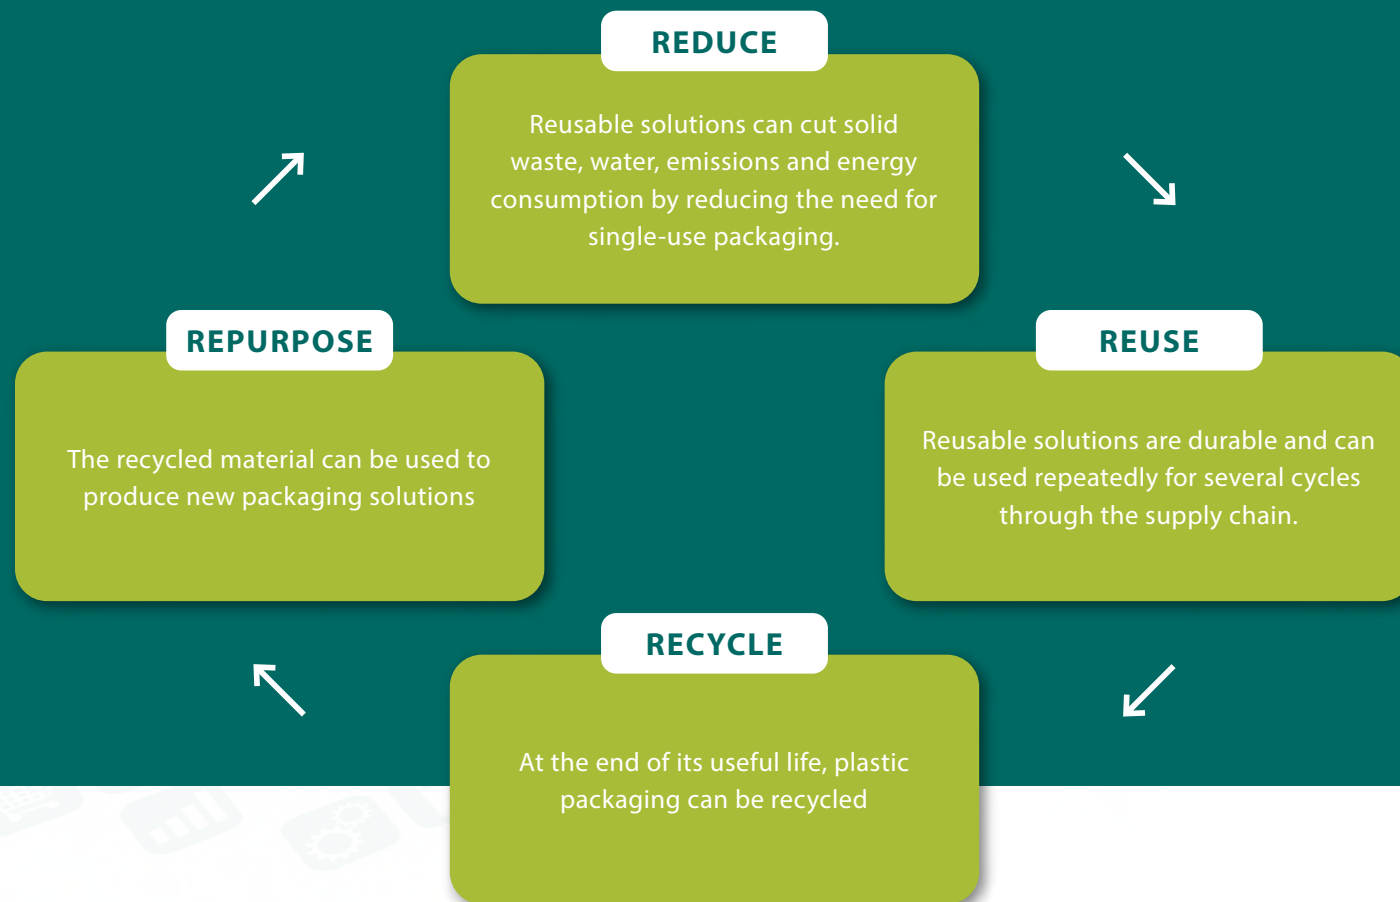 REDUCE
Reusable solutions can cut solid
waste, water, emissions and energy
consumption by reducing the need for
single-use packaging.
REPURPOSE
The recycled material can be used to
produce new packaging solutions
REUSE
Reusable solutions are durable and can
be used repeatedly for several cycles
through the supply chain.
RECYCLE
At the end of its useful life, plastic
packaging can be recycled